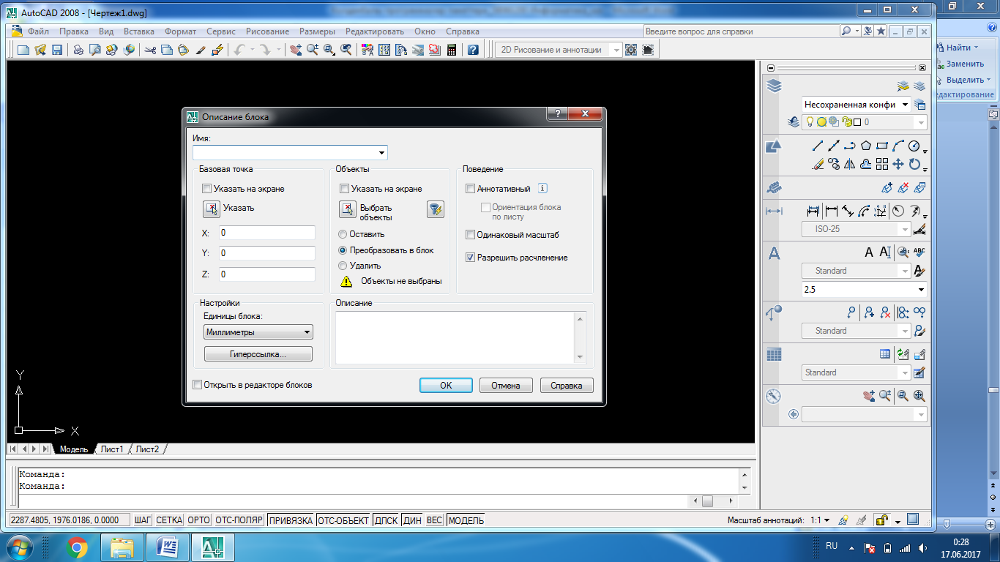 AutoCAD 2008 - [Чертеж1.dwg]
Файл Правка Вид Вставка Формат Сервис Рисование Размеры Редактировать Окно Справка
Введите вопрос для справки
2D Рисование и аннотации
Найти
Заменить
Выделить
едактирование
Несохраненная конфи
0
ISO-25
Standard
2.5
Standard
Standard
Описание блока
Имя:
Базовая точка
Указать на экране
Указать
X: 0
Y: 0
Z: 0
Объекты
Указать на экране
Выбрать
объекты
Оставить
Преобразовать в блок
Удалить
Объекты не выбраны
Поведение
Аннотативный
Ориентация блока
по листу
Одинаковый масштаб
Разрешить расчленение
Настройки
Единицы блока:
Миллиметры
Гиперссылка...
Описание
Открыть в редакторе блоков
OK Отмена Справка
Y
X
Модель Лист1 Лист2
Команда:
Команда:
2287.4805, 1976.0186, 0.0000 ШАГ СЕТКА ОРТО ОТС-ПОЛЯР ПРИВЯЗКА ОТС-ОБЪЕКТ ДПСК ДИН ВЕС МОДЕЛЬ Масштаб аннотаций: 1:1
RU
0:28
17.06.2017